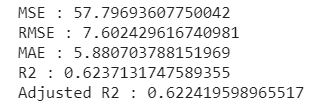 MSE : 57.79693607750042
RMSE : 7.602429616740981
MAE : 5.880703788151969
R2 : 0.6237131747589355
Adjusted R2 : 0.622419598965517